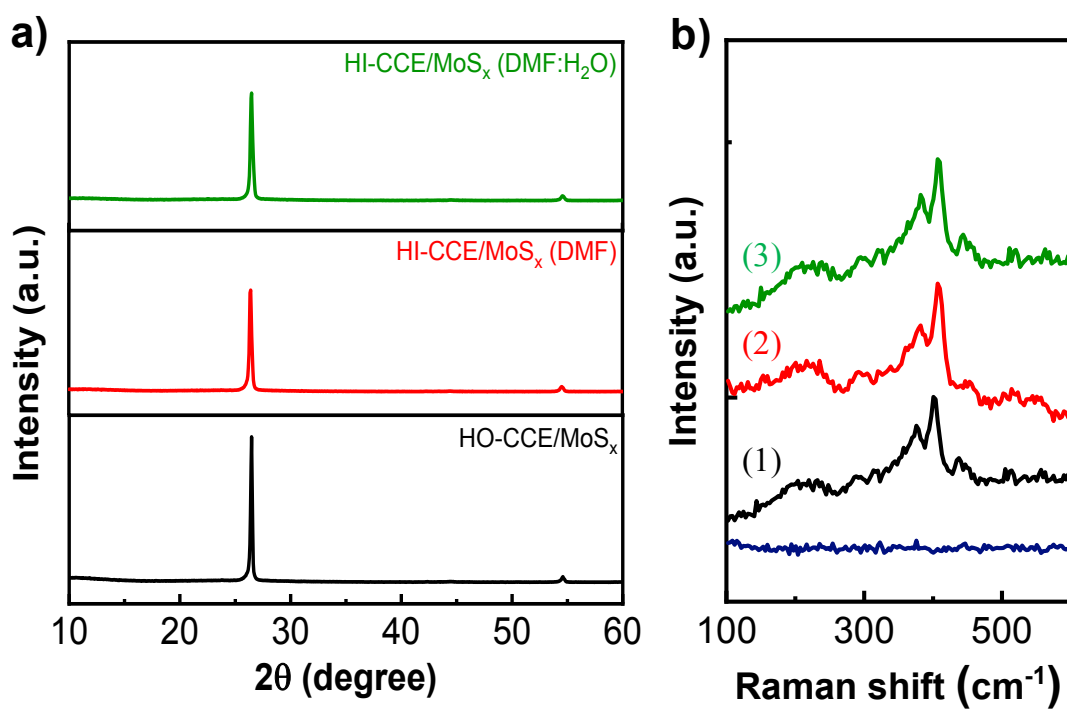 a)
HI-CCE/MoSₓ (DMF:H₂O)
HI-CCE/MoSₓ (DMF)
HO-CCE/MoSₓ
Intensity (a.u.)
10 20 30 40 50 60
2θ (degree)
b)
(3)
(2)
(1)
Intensity (a.u.)
100 300 500
Raman shift (cm⁻¹)